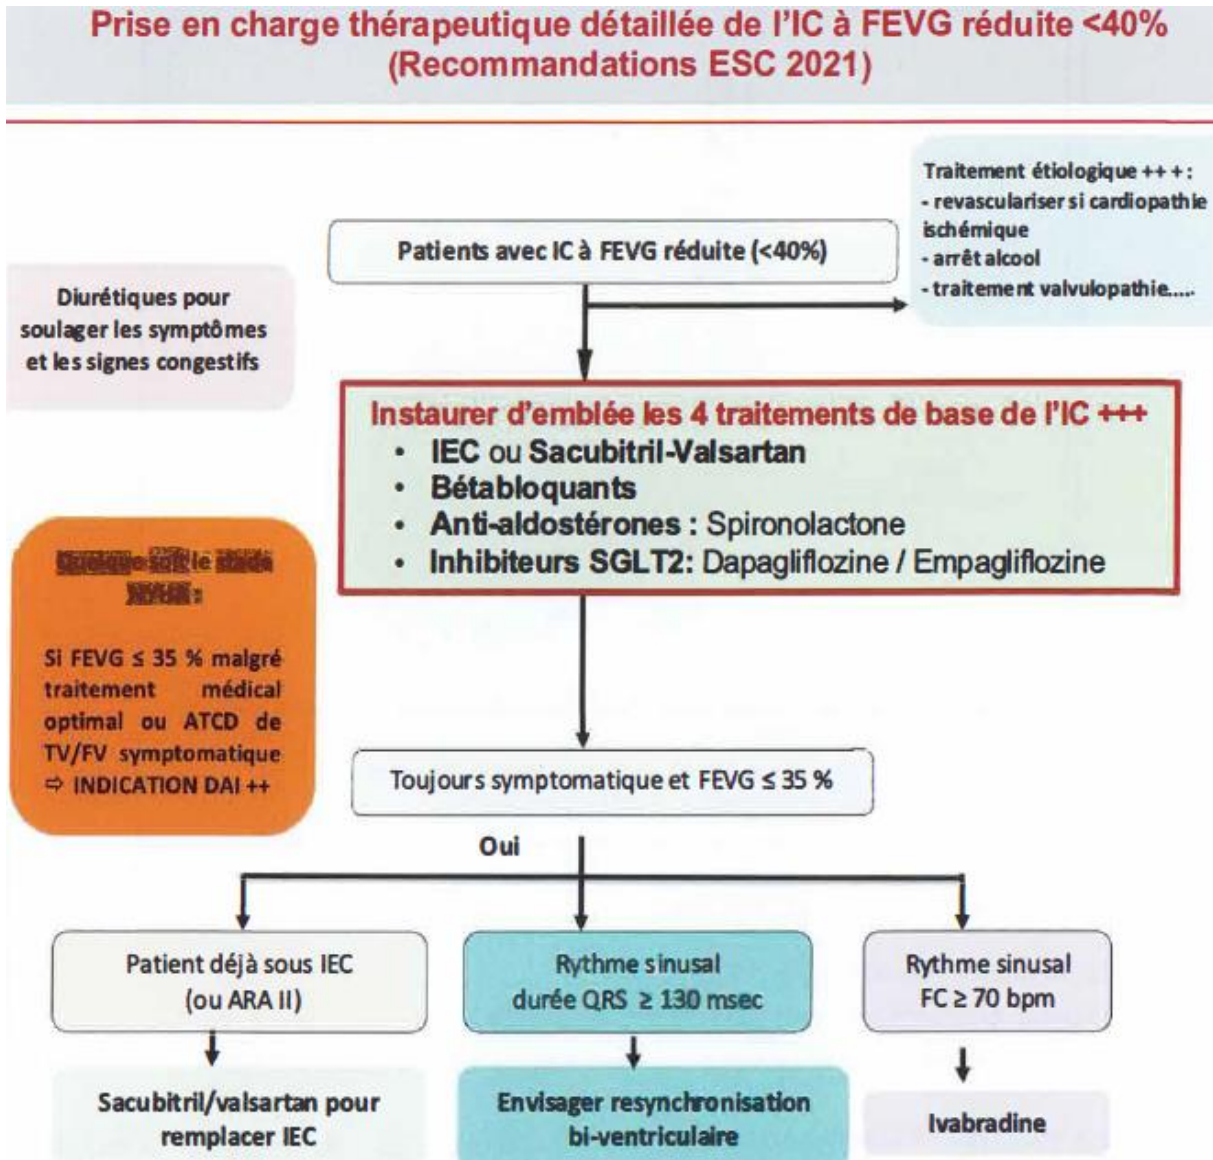 Prise en charge thérapeutique détaillée de l'IC à FEVG réduite <40%
(Recommandations ESC 2021)
Traitement étiologique +++ :
- revasculariser si cardiopathie
ischémique
- arrêt alcool
- traitement valvulopathie....
Patients avec IC à FEVG réduite (<40%)
Diurétiques pour
soulager les symptômes
et les signes congestifs
Instaurer d'emblée les 4 traitements de base de l'IC +++
• IEC ou Sacubitril-Valsartan
• Bétabloquants
• Anti-aldostérones : Spironolactone
• Inhibiteurs SGLT2: Dapagliflozine / Empagliflozine
Quelque soit le stade
Si FEVG ≤ 35 % malgré
traitement médical
optimal ou ATCD de
TV/FV symptomatique
⇨ INDICATION DAI ++
Toujours symptomatique et FEVG ≤ 35 %
Oui
Patient déjà sous IEC
(ou ARA II)
Rythme sinusal
durée QRS ≥ 130 msec
Rythme sinusal
FC ≥ 70 bpm
Sacubitril/valsartan pour
remplacer IEC
Envisager resynchronisation
bi-ventriculaire
Ivabradine